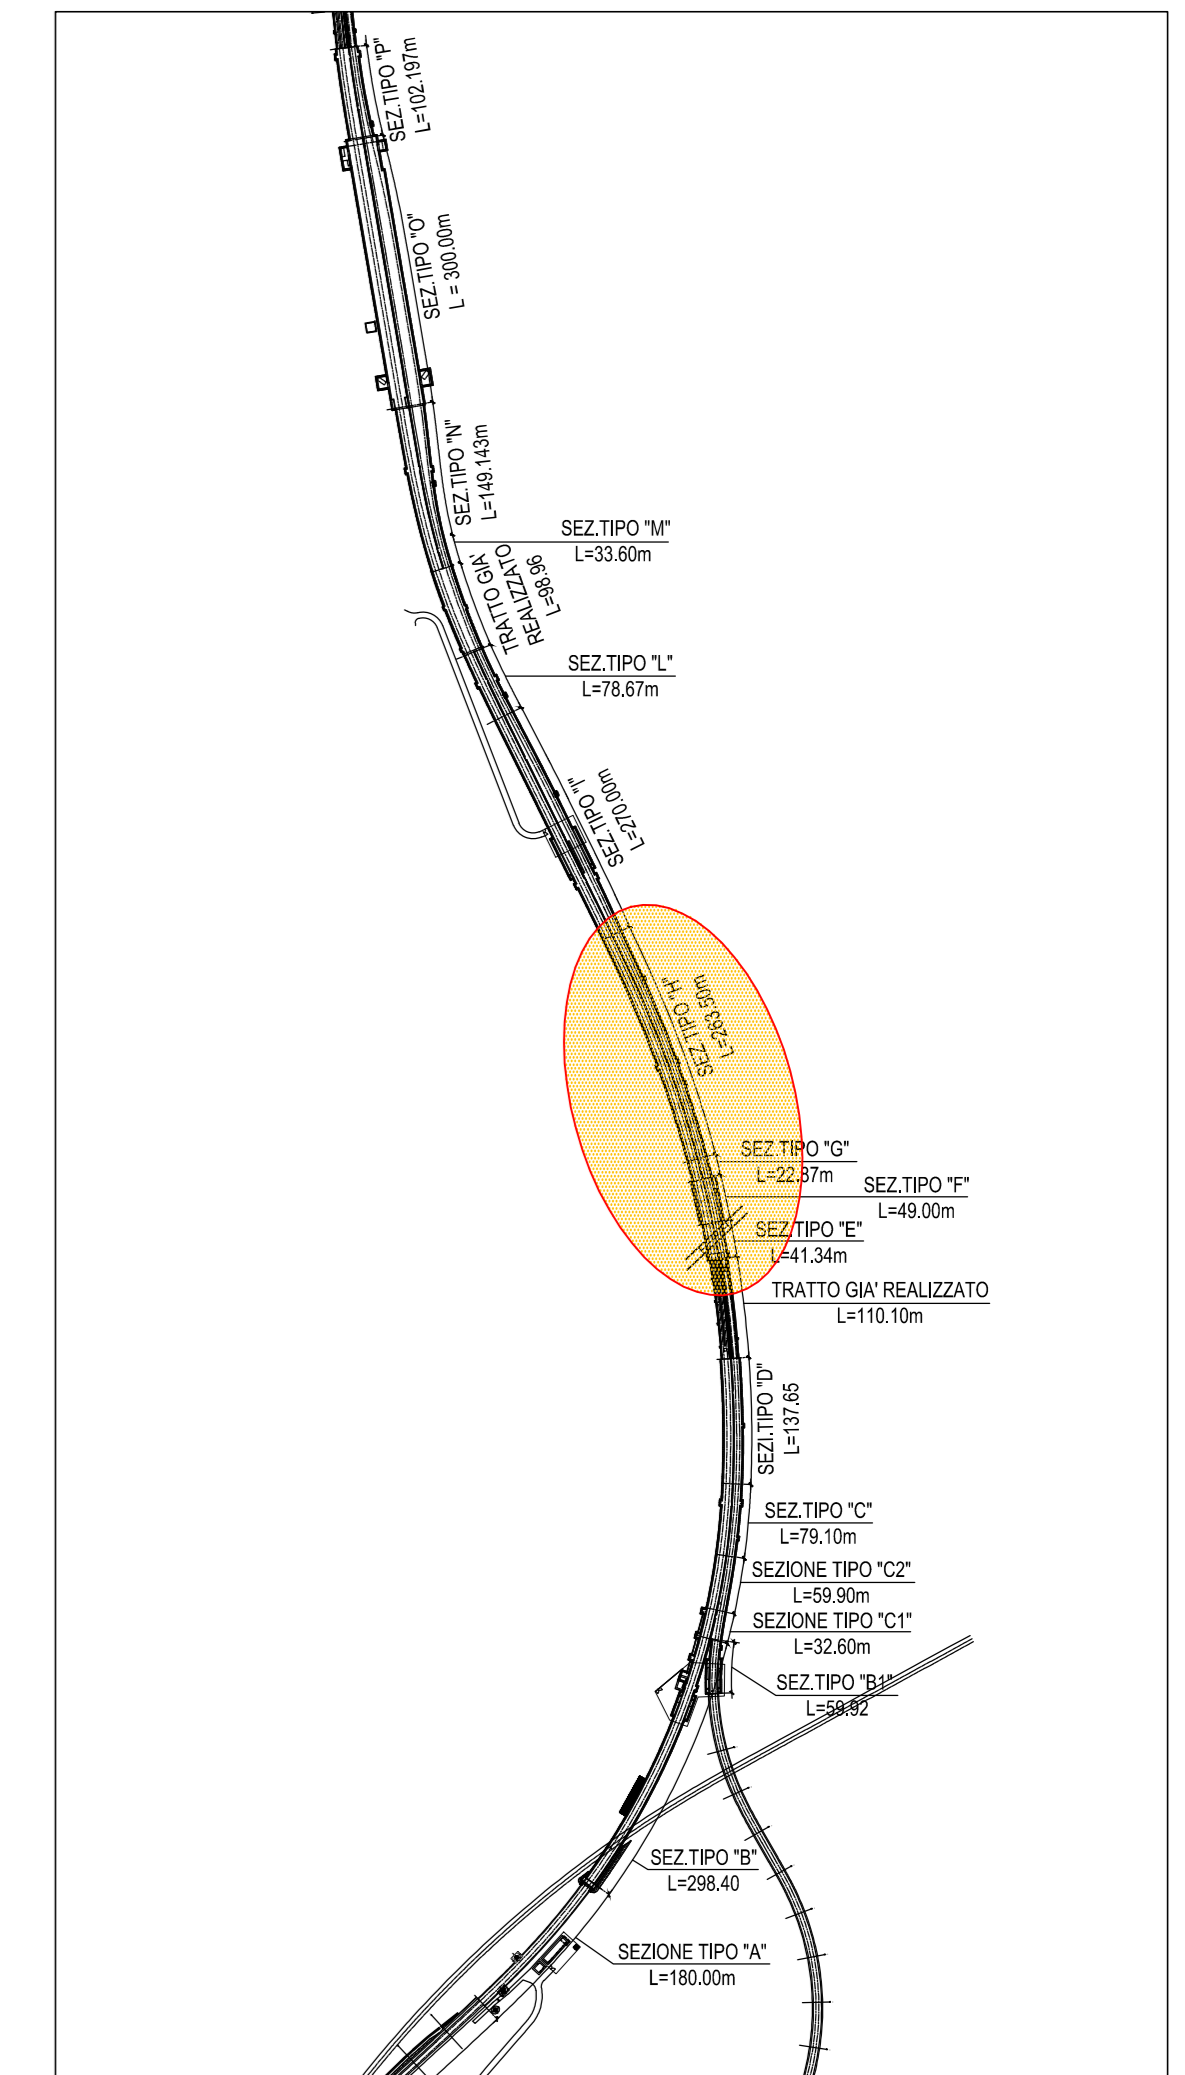 SEZ.TIPO "P"
L=102.197m
SEZ.TIPO "O"
L = 300.00m
SEZ.TIPO "N"
L=149.143m
SEZ.TIPO "M"
L=33.60m
TRATTO GIA'
REALIZZATO
L=98.96
SEZ.TIPO "L"
L=78.67m
SEZ.TIPO "I"
L=270.00m
SEZ.TIPO "H"
L=263.50m
SEZ.TIPO "G"
L=22.87m
SEZ.TIPO "F"
L=49.00m
SEZ.TIPO "E"
L=41.34m
TRATTO GIA' REALIZZATO
L=110.10m
SEZI.TIPO "D"
L=137.65
SEZ.TIPO "C"
L=79.10m
SEZIONE TIPO "C2"
L=59.90m
SEZIONE TIPO "C1"
L=32.60m
SEZ.TIPO "B1"
L=59.92
SEZ.TIPO "B"
L=298.40
SEZIONE TIPO "A"
L=180.00m